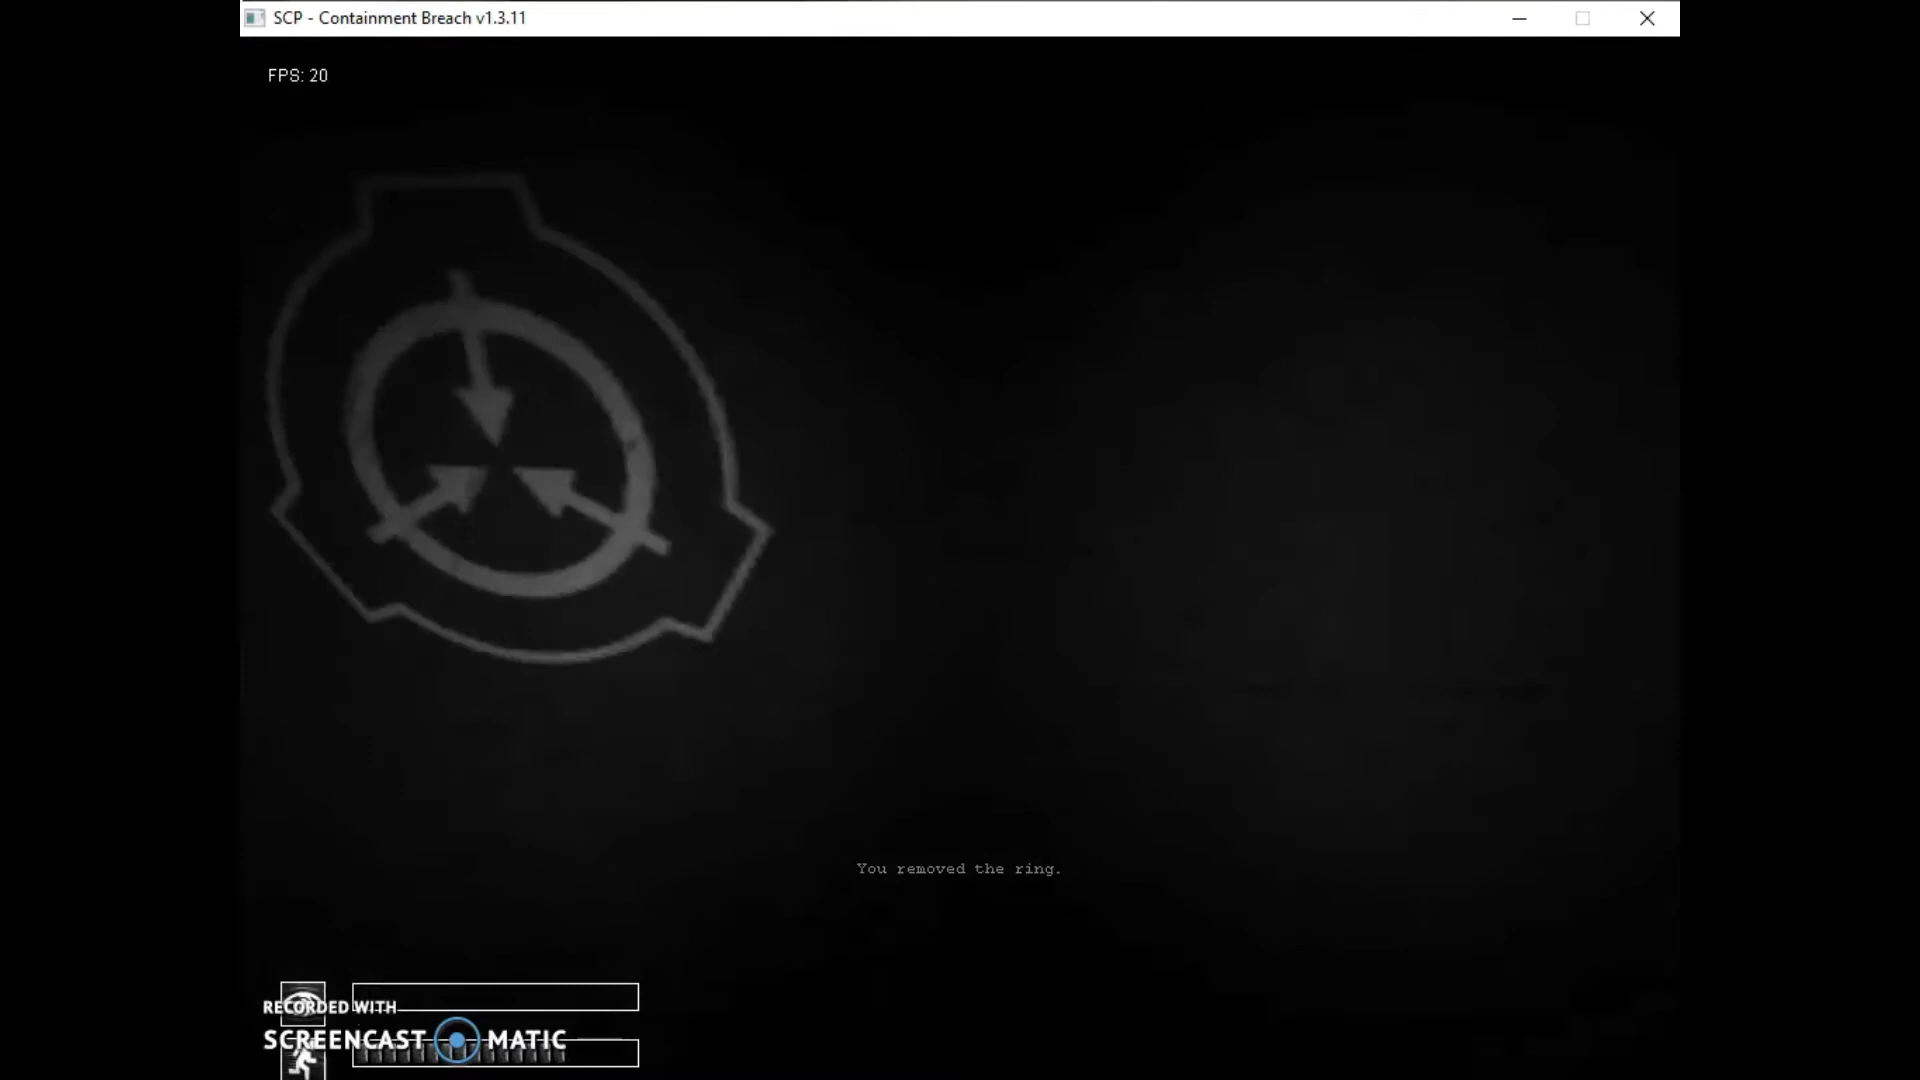 SCP - Containment Breach v1.3.11
FPS: 20
You removed the ring.
RECORDED WITH
SCREENCAST MATIC